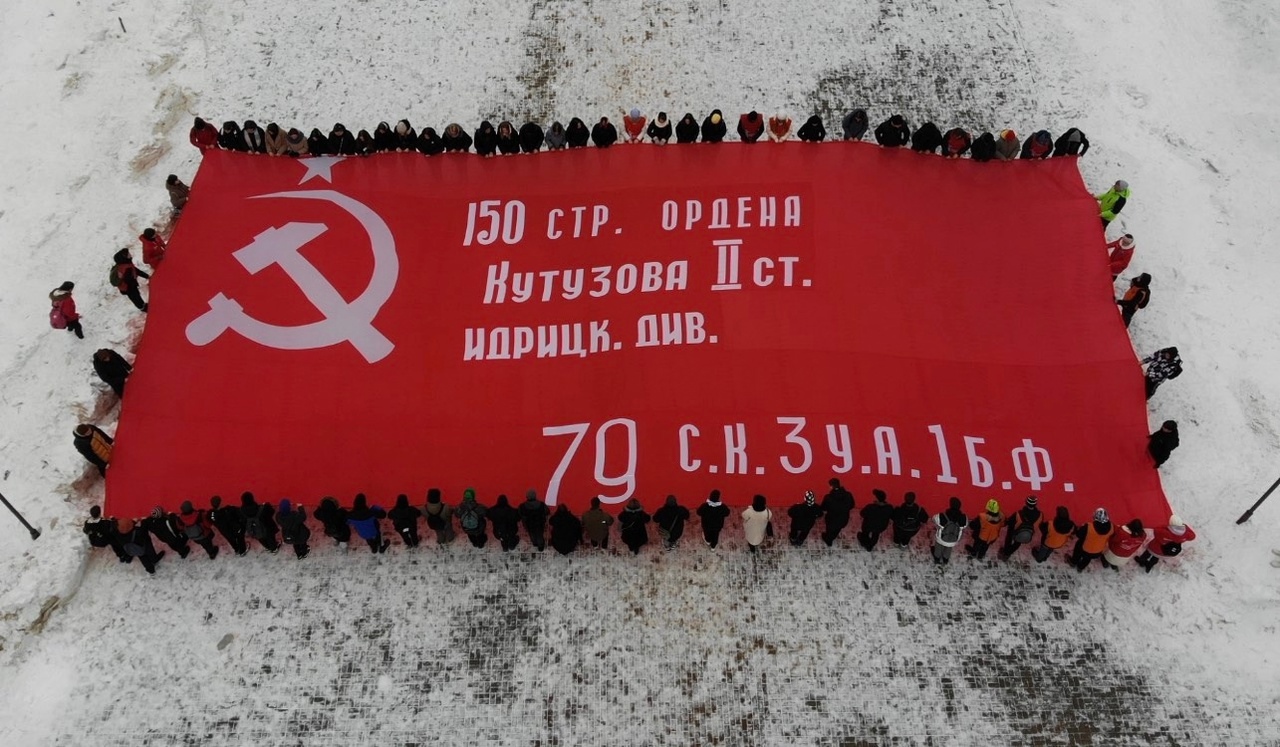 150 СТР. ОРДЕНА
КУТУЗОВА II СТ.
ИДРИЦК. ДИВ.
79 С.К. 3 У.А. 1 Б.Ф.